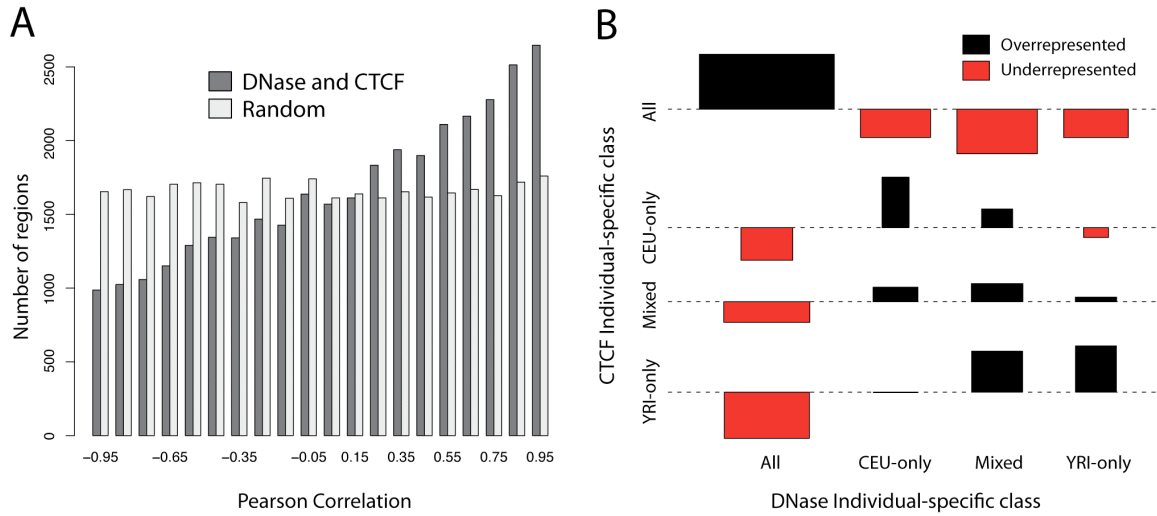 A
Number of regions
2500
2000
1500
1000
500
0
DNase and CTCF
Random
−0.95 −0.65 −0.35 −0.05 0.15 0.35 0.55 0.75 0.95
Pearson Correlation
B
Overrepresented
Underrepresented
CTCF Individual-specific class
All
CEU-only
Mixed
YRI-only
All CEU-only Mixed YRI-only
DNase Individual-specific class